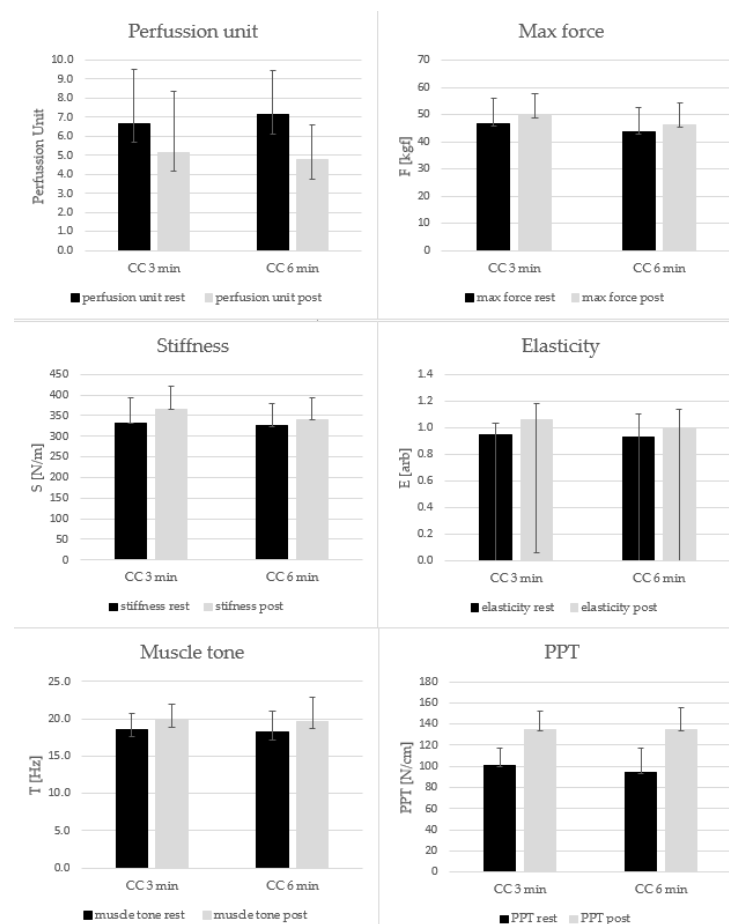 Perfussion unit
Perfussion Unit
10.0
9.0
8.0
7.0
6.0
5.0
4.0
3.0
2.0
1.0
0.0
CC 3 min CC 6 min
perfusion unit rest perfusion unit post
Max force
F [kgf]
70
60
50
40
30
20
10
0
CC 3 min CC 6 min
max force rest max force post
Stiffness
S [N/m]
450
400
350
300
250
200
150
100
50
0
CC 3 min CC 6 min
stiffness rest stifness post
Elasticity
E [arb]
1.4
1.2
1.0
0.8
0.6
0.4
0.2
0.0
CC 3 min CC 6 min
elasticity rest elasticity post
Muscle tone
T [Hz]
25.0
20.0
15.0
10.0
5.0
0.0
CC 3 min CC 6 min
muscle tone rest muscle tone post
PPT
PPT [N/cm]
180
160
140
120
100
80
60
40
20
0
CC 3 min CC 6 min
PPT rest PPT post